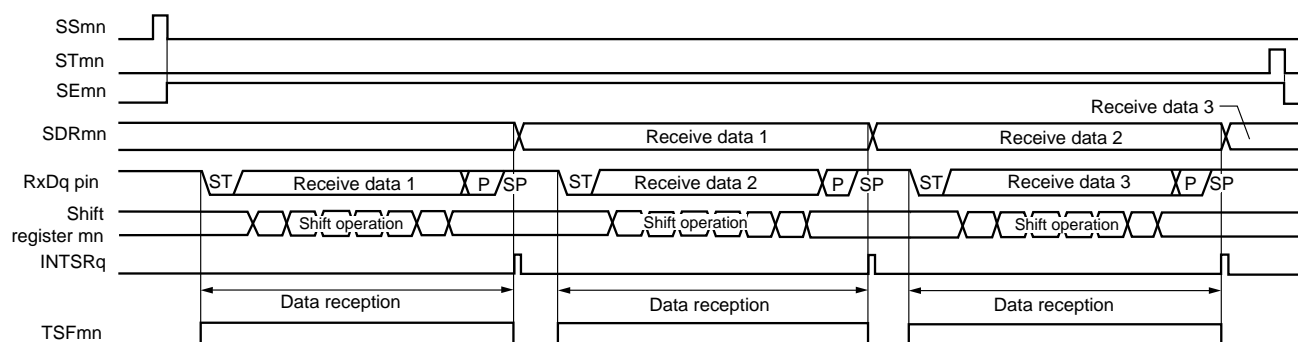 SSmn
STmn
SEmn
Receive data 3
SDRmn Receive data 1 Receive data 2
RxDq pin ST Receive data 1 P SP ST Receive data 2 P SP ST Receive data 3 P SP
Shift
register mn Shift operation Shift operation Shift operation
INTSRq
Data reception Data reception Data reception
TSFmn